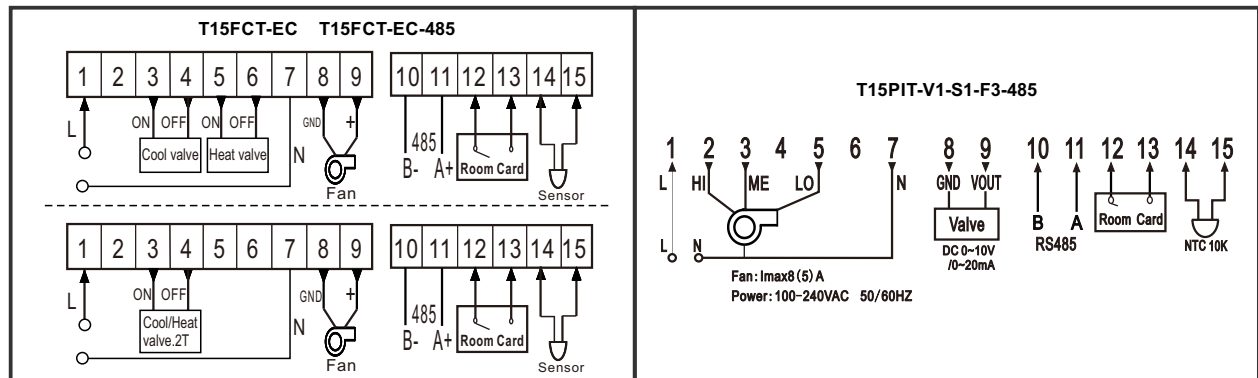 T15FCT-EC T15FCT-EC-485
1 2 3 4 5 6 7 8 9 10 11 12 13 14 15
L ON OFF ON OFF N GND + 485
Cool valve Heat valve B- A+ Room Card
Fan Sensor
1 2 3 4 5 6 7 8 9 10 11 12 13 14 15
L ON OFF N GND + 485
Cool/Heat
valve.2T
B- A+ Room Card
Fan Sensor
T15PIT-V1-S1-F3-485
1 2 3 4 5 6 7 8 9 10 11 12 13 14 15
L HI ME LO N GND VOUT
Valve B A Room Card
L N DC 0~10V RS485 NTC 10K
/0~20mA
Fan: Imax8(5)A
Power: 100-240VAC 50/60HZ